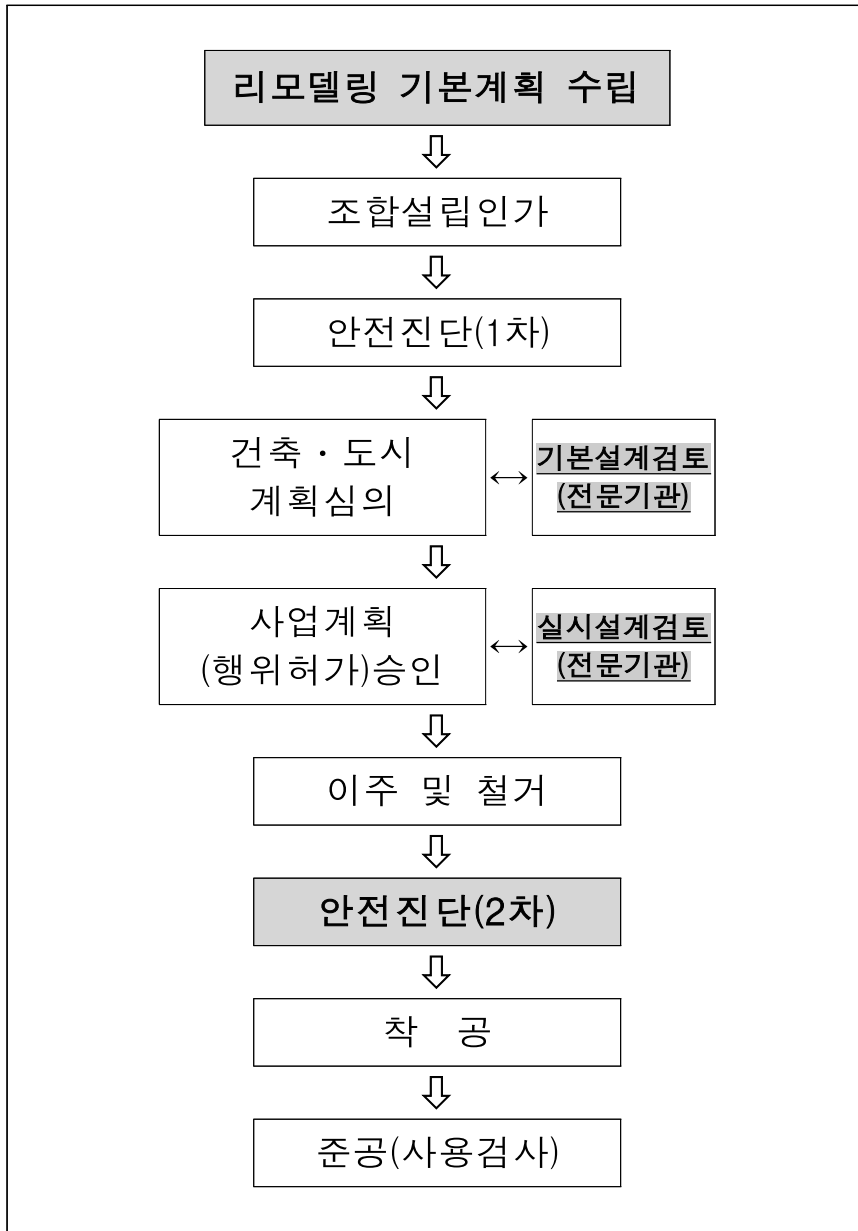 리모델링 기본계획 수립
⇩
조합설립인가
⇩
안전진단(1차)
⇩
건축・도시
계획심의
↔
기본설계검토
(전문기관)
⇩
사업계획
(행위허가)승인
↔
실시설계검토
(전문기관)
⇩
이주 및 철거
⇩
안전진단(2차)
⇩
착 공
⇩
준공(사용검사)